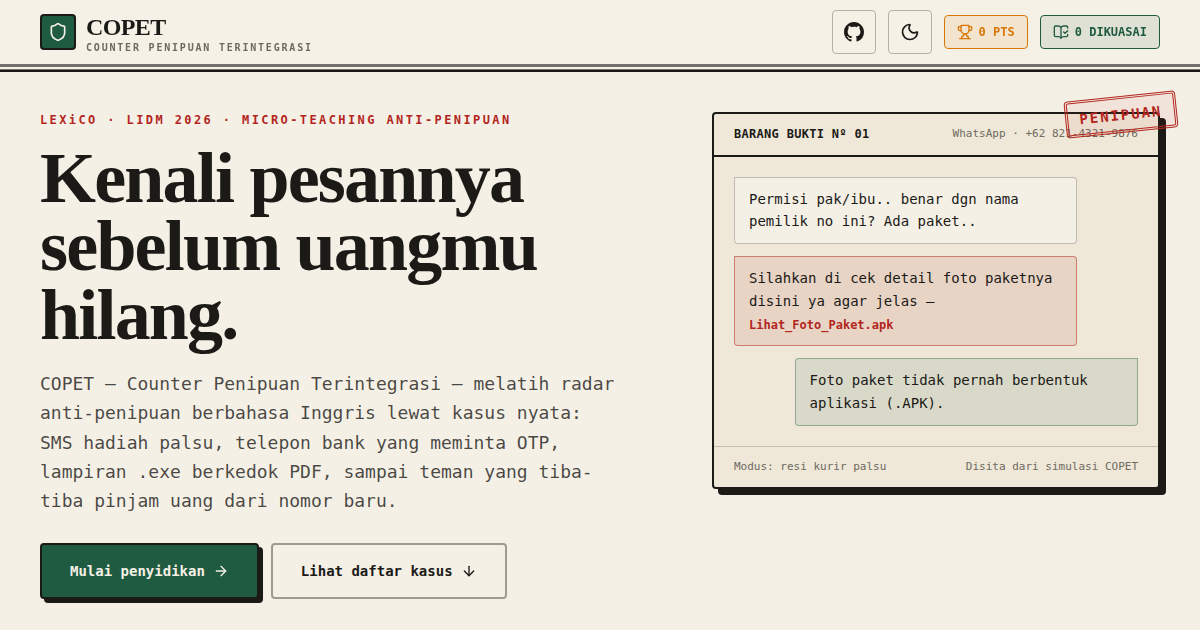 COPET
COUNTER PENIPUAN TERINTEGRASI
0 PTS
0 DIKUASAI
LEXiCO · LIDM 2026 · MICRO-TEACHING ANTI-PENIPUAN
Kenali pesannya
sebelum uangmu
hilang.
COPET — Counter Penipuan Terintegrasi — melatih radar
anti-penipuan berbahasa Inggris lewat kasus nyata:
SMS hadiah palsu, telepon bank yang meminta OTP,
lampiran .exe berkedok PDF, sampai teman yang tiba-
tiba pinjam uang dari nomor baru.
Mulai penyidikan →
Lihat daftar kasus ↓
PENIPUAN
BARANG BUKTI Nº 01
WhatsApp · +62 821-4321-9876
Permisi pak/ibu.. benar dgn nama
pemilik no ini? Ada paket..
Silahkan di cek detail foto paketnya
disini ya agar jelas —
Lihat_Foto_Paket.apk
Foto paket tidak pernah berbentuk
aplikasi (.APK).
Modus: resi kurir palsu
Disita dari simulasi COPET